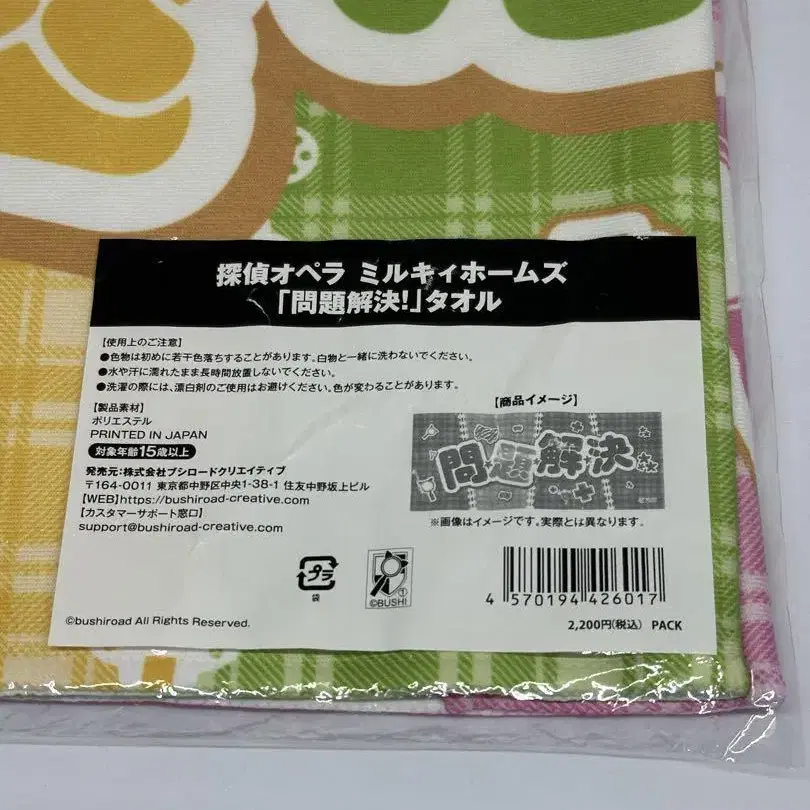 探偵オペラ ミルキィホームズ
「問題解決!」タオル
【使用上のご注意】
●色物は初めに若干色落ちすることがあります。白物と一緒に洗わないでください。
●水や汗に濡れたまま長時間放置しないでください。
●洗濯の際には、漂白剤のご使用はお避けください。色が変わることがあります。
【製品素材】
ポリエステル
PRINTED IN JAPAN
対象年齢15歳以上
発売元:株式会社ブシロードクリエイティブ
〒164-0011 東京都中野区中央1-38-1 住友中野坂上ビル
【WEB】https://bushiroad-creative.com
【カスタマーサポート窓口】
support@bushiroad-creative.com
【商品イメージ】
問題解決
※画像はイメージです。実際とは異なります。
プラ
袋
1
©BUSHI
4 570194 426017
2,200円(税込) PACK
©bushiroad All Rights Reserved.